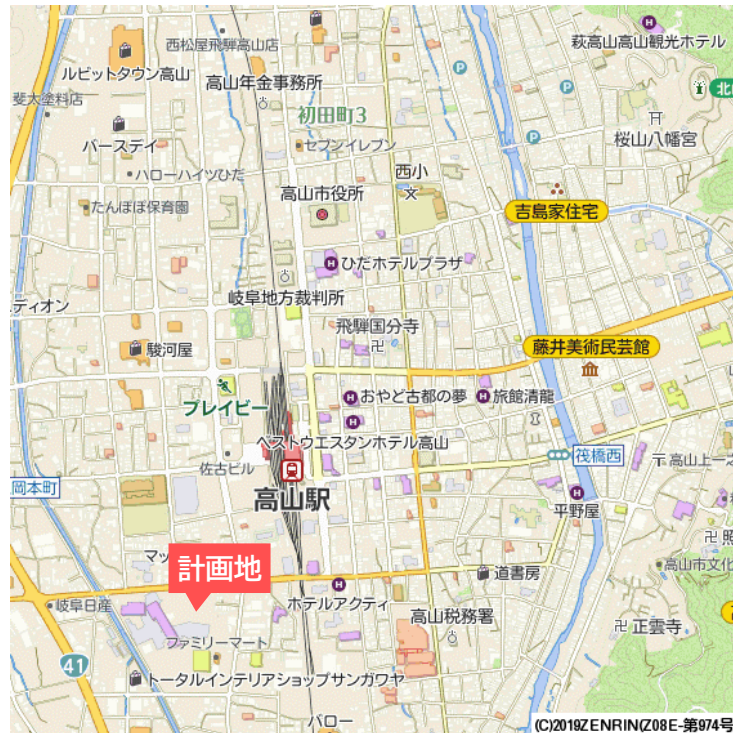 西松屋飛騨高山店
萩高山高山観光ホテル
ルビットタウン高山
高山年金事務所
北
斐太塗料店
初田町3
桜山八幡宮
バースデイ
セブンイレブン
西小
ハローハイツひだ
高山市役所
たんぽぽ保育園
吉島家住宅
ひだホテルプラザ
岐阜地方裁判所
ディオン
飛騨国分寺
駿河屋
藤井美術民芸館
プレイビー
おやど古都の夢
旅館清龍
ベストウエスタンホテル高山
佐古ビル
筏橋西
〒高山上一之
岡本町
高山駅
平野屋
卍照
マッ
計画地
道書房
高山市文化
岐阜日産
ホテルアクティ
高山税務署
正雲寺
ファミリーマート
41
トータルインテリアショップサンガワヤ
バロー
(C)2019ZENRIN(Z08E-第974号